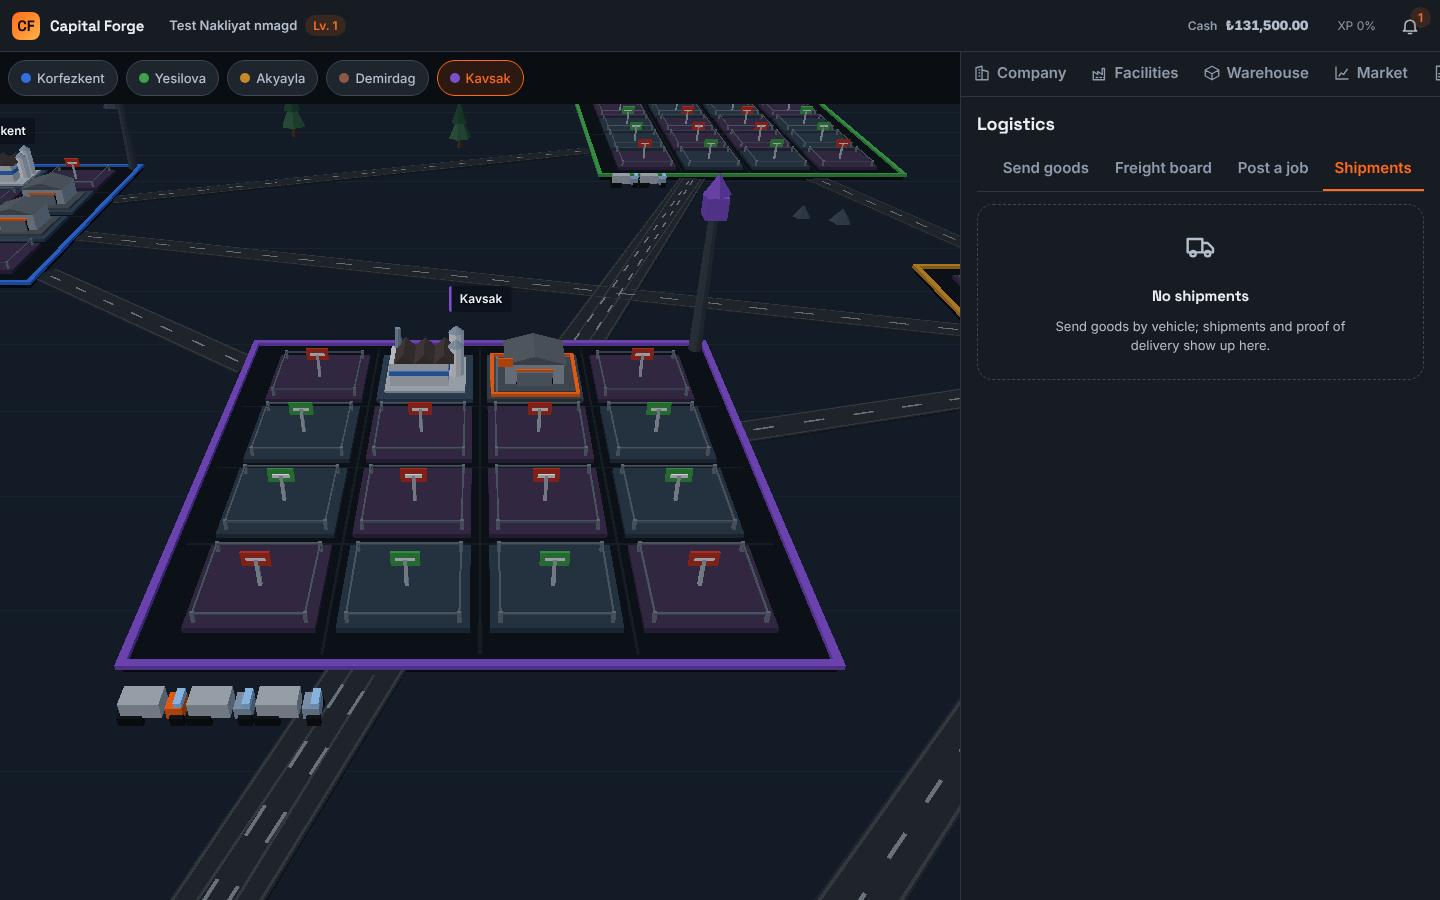 CF
Capital Forge
Test Nakliyat nmagd
Lv. 1
Cash ₺131,500.00
XP 0%
1
Korfezkent
Yesilova
Akyayla
Demirdag
Kavsak
Company
Facilities
Warehouse
Market
kent
Kavsak
Logistics
Send goods
Freight board
Post a job
Shipments
No shipments
Send goods by vehicle; shipments and proof of
delivery show up here.